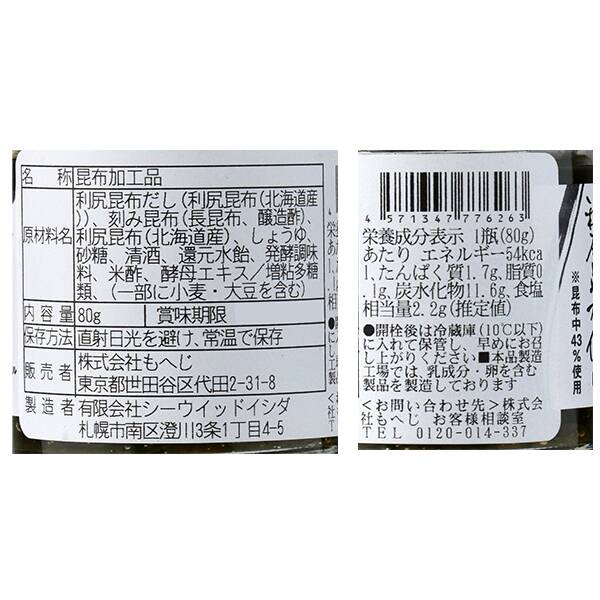 名 称 昆布加工品
原材料名 利尻昆布だし(利尻昆布(北海道産
))、刻み昆布(長昆布、醸造酢)、
利尻昆布(北海道産)、しょうゆ、
砂糖、清酒、還元水飴、発酵調味
料、米酢、酵母エキス/増粘多糖
類、(一部に小麦・大豆を含む)
内 容 量 80g 賞味期限
保存方法 直射日光を避け、常温で保存
販 売 者 株式会社もへじ
東京都世田谷区代田2-31-8
製 造 者 有限会社シーウイッドイシダ
札幌市南区澄川3条1丁目4-5
4 571347 776263
栄養成分表示 1瓶(80g)
あたり エネルギー54kca
l、たんぱく質1.7g、脂質0
.1g、炭水化物11.6g、食塩
相当量2.2g(推定値)
●開栓後は冷蔵庫(10℃以下)
に入れて保管し、早めにお召
し上がりください■本品製造
工場では、乳成分・卵を含む
製品を製造しております
<お問い合わせ先>株式会
社もへじ お客様相談室
TEL 0120-014-337
※昆布中43%使用